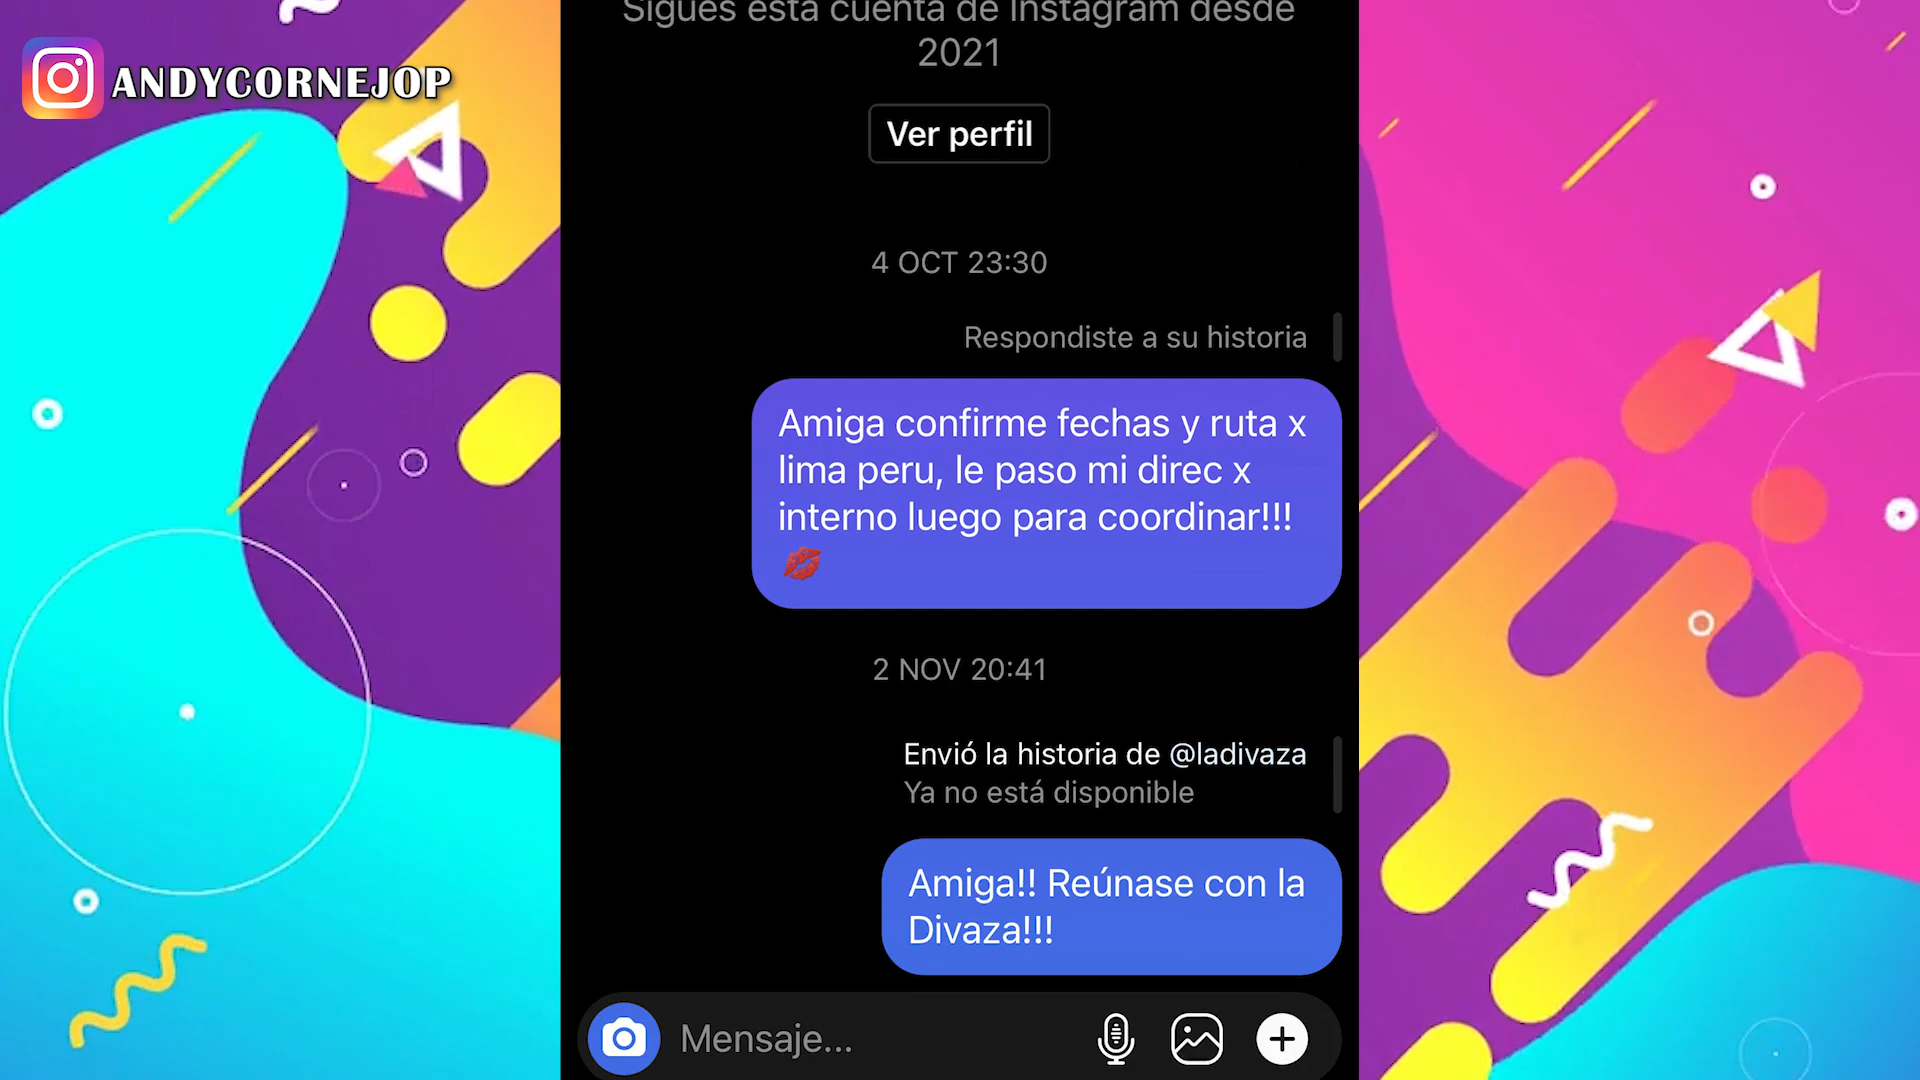 ANDYCORNEJOP
Sigues esta cuenta de Instagram desde
2021
Ver perfil
4 OCT 23:30
Respondiste a su historia
Amiga confirme fechas y ruta x
lima peru, le paso mi direc x
interno luego para coordinar!!!
💋
2 NOV 20:41
Envió la historia de @ladivaza
Ya no está disponible
Amiga!! Reúnase con la
Divaza!!!
Mensaje...